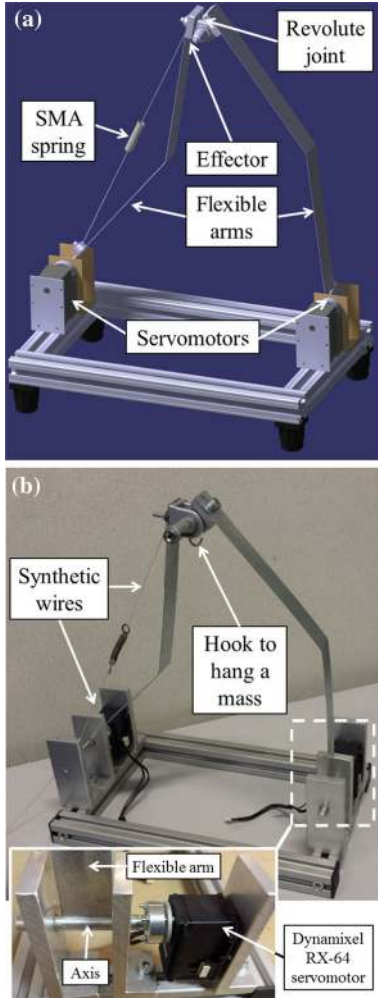 (a)
Revolute
joint
SMA
spring
Effector
Flexible
arms
Servomotors
(b)
Synthetic
wires
Hook to
hang a
mass
Flexible arm
Axis
Dynamixel
RX-64
servomotor